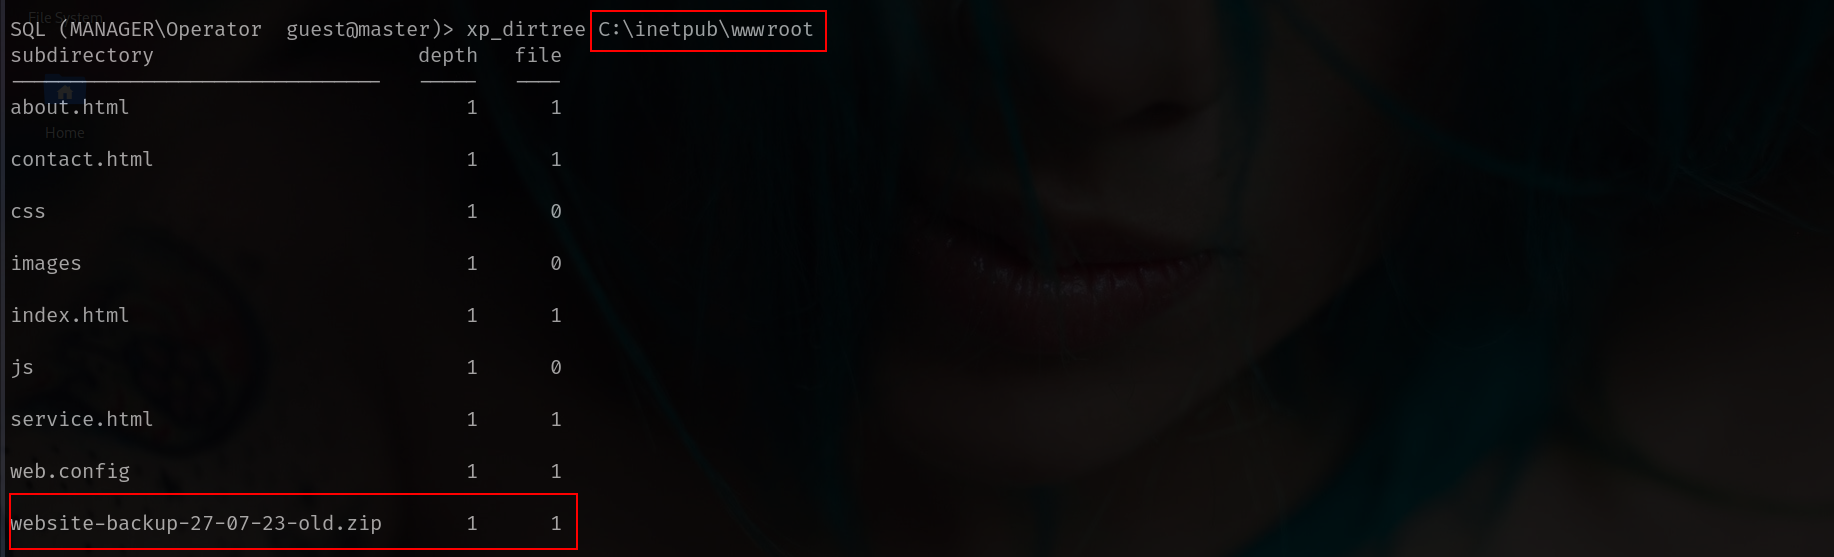 File System
SQL (MANAGER\Operator  guest@master)> xp_dirtree C:\inetpub\wwwroot
subdirectory depth file
about.html 1 1
Home
contact.html 1 1
css 1 0
images 1 0
index.html 1 1
js 1 0
service.html 1 1
web.config 1 1
website-backup-27-07-23-old.zip 1 1